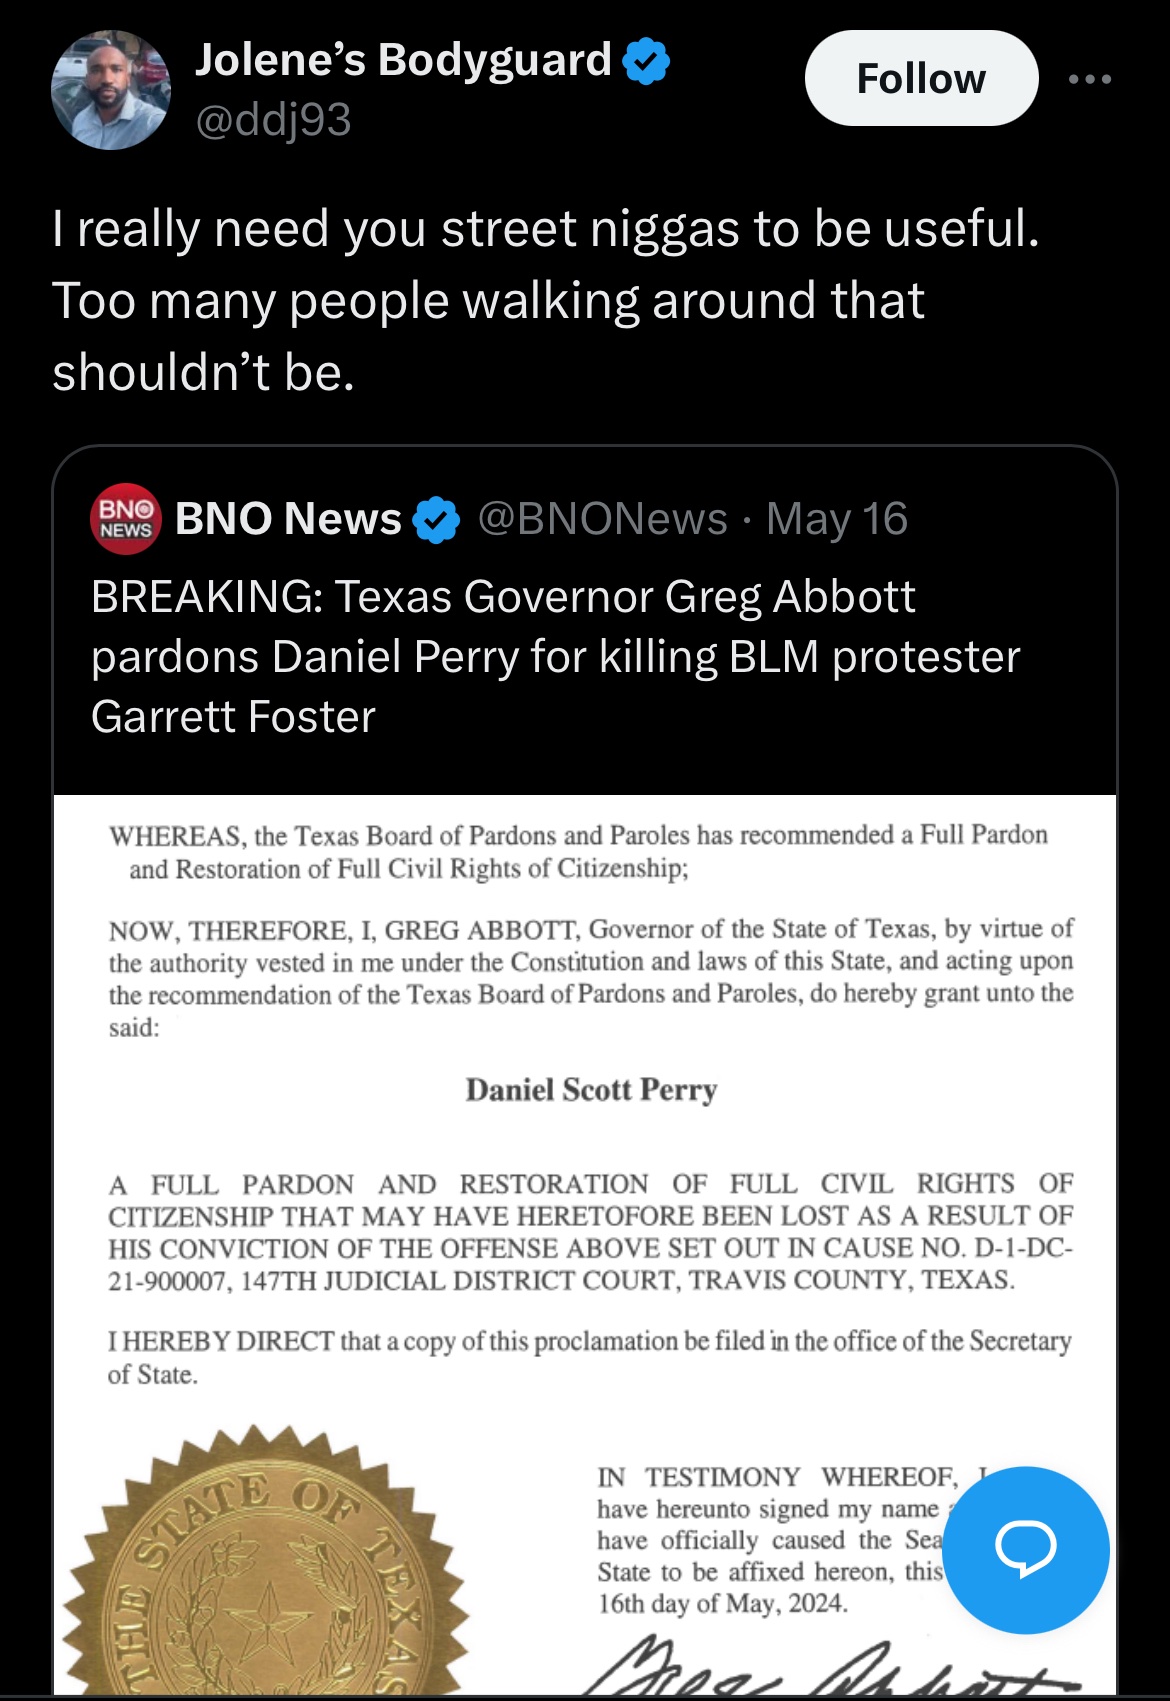 Jolene’s Bodyguard
@ddj93
Follow
I really need you street niggas to be useful.
Too many people walking around that
shouldn’t be.
BNO
NEWS
BNO News @BNONews · May 16
BREAKING: Texas Governor Greg Abbott
pardons Daniel Perry for killing BLM protester
Garrett Foster
WHEREAS, the Texas Board of Pardons and Paroles has recommended a Full Pardon
and Restoration of Full Civil Rights of Citizenship;
NOW, THEREFORE, I, GREG ABBOTT, Governor of the State of Texas, by virtue of
the authority vested in me under the Constitution and laws of this State, and acting upon
the recommendation of the Texas Board of Pardons and Paroles, do hereby grant unto the
said:
Daniel Scott Perry
A FULL PARDON AND RESTORATION OF FULL CIVIL RIGHTS OF
CITIZENSHIP THAT MAY HAVE HERETOFORE BEEN LOST AS A RESULT OF
HIS CONVICTION OF THE OFFENSE ABOVE SET OUT IN CAUSE NO. D-1-DC-
21-900007, 147TH JUDICIAL DISTRICT COURT, TRAVIS COUNTY, TEXAS.
I HEREBY DIRECT that a copy of this proclamation be filed in the office of the Secretary
of State.
THE STATE OF TEXAS
IN TESTIMONY WHEREOF, I
have hereunto signed my name
have officially caused the Sea
State to be affixed hereon, this
16th day of May, 2024.
Greg Abbott